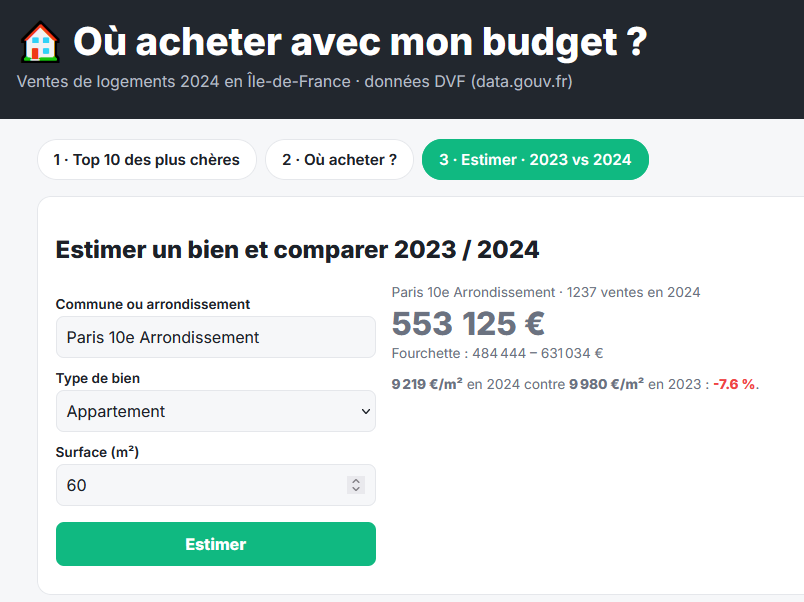 Où acheter avec mon budget ?
Ventes de logements 2024 en Île-de-France · données DVF (data.gouv.fr)
1 · Top 10 des plus chères
2 · Où acheter ?
3 · Estimer · 2023 vs 2024
Estimer un bien et comparer 2023 / 2024
Commune ou arrondissement
Paris 10e Arrondissement
Type de bien
Appartement
Surface (m²)
60
Estimer
Paris 10e Arrondissement · 1237 ventes en 2024
553 125 €
Fourchette : 484 444 – 631 034 €
9 219 €/m² en 2024 contre 9 980 €/m² en 2023 : -7.6 %.